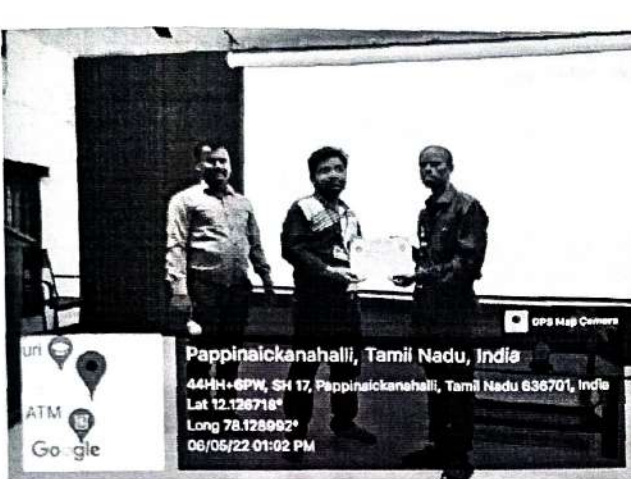 GPS Map Camera
Pappinaickanahalli, Tamil Nadu, India
44HH+6PW, SH 17, Pappinaickanahalli, Tamil Nadu 636701, India
Lat 12.126718°
Long 78.128992°
06/05/22 01:02 PM
uri
ATM
Google